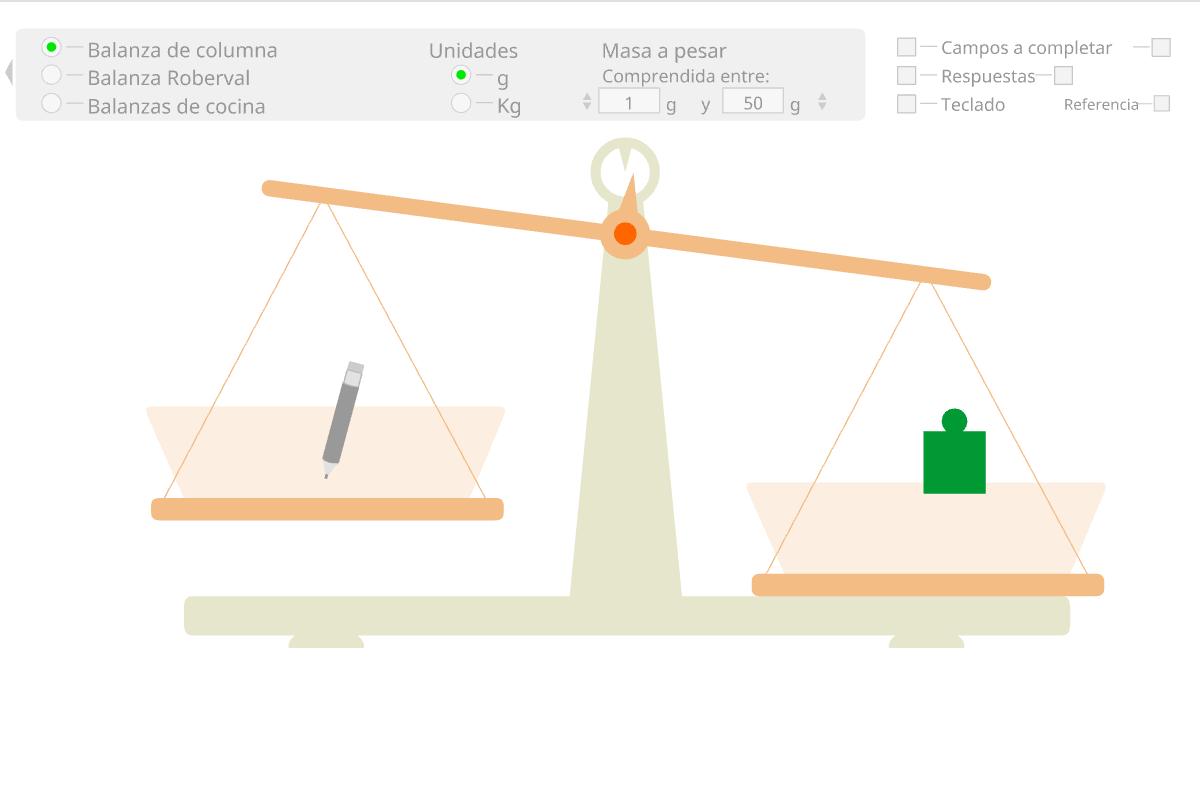 Balanza de columna
Balanza Roberval
Balanzas de cocina
Unidades
g
Kg
Masa a pesar
Comprendida entre:
1 g y 50 g
Campos a completar
Respuestas
Teclado
Referencia